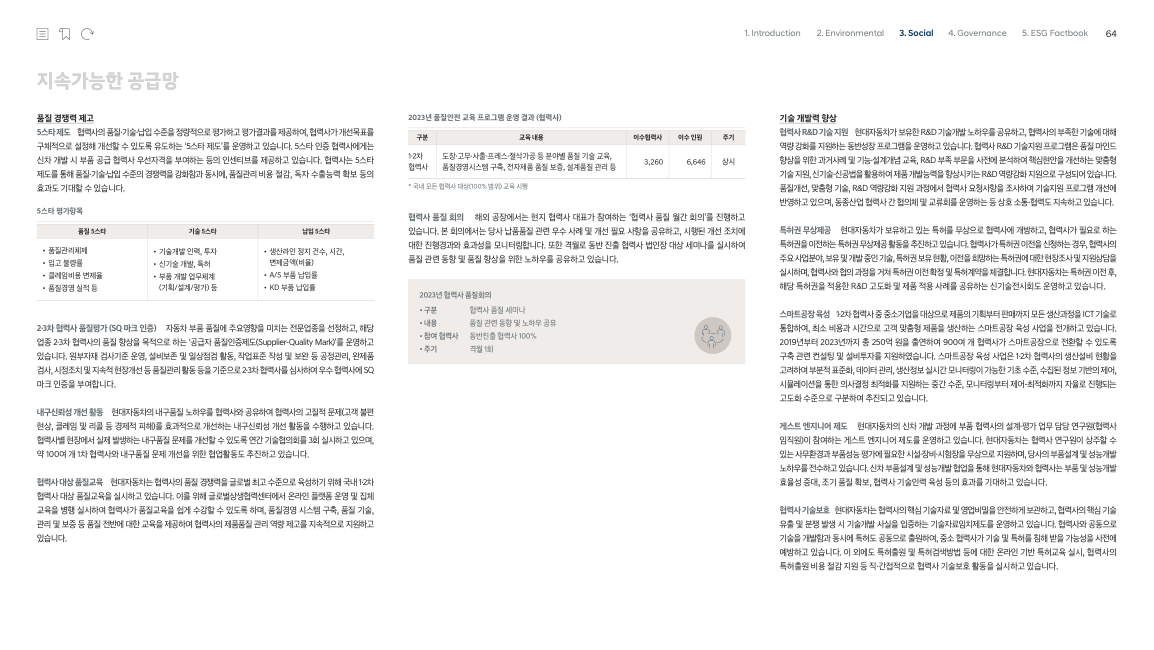 1. Introduction 2. Environmental 3. Social 4. Governance 5. ESG Factbook 64
지속가능한 공급망
품질 경쟁력 제고
5스타 제도 협력사의 품질·기술·납입 수준을 정량적으로 평가하고 평가결과를 제공하여, 협력사가 개선목표를
구체적으로 설정해 개선할 수 있도록 유도하는 '5스타 제도'를 운영하고 있습니다. 5스타 인증 협력사에게는
신차 개발 시 부품 공급 협력사 우선자격을 부여하는 등의 인센티브를 제공하고 있습니다. 협력사는 5스타
제도를 통해 품질·기술·납입 수준의 경쟁력을 강화함과 동시에, 품질관리 비용 절감, 독자 수출능력 확보 등의
효과도 기대할 수 있습니다.
5스타 평가항목
품질 5스타 기술 5스타 납입 5스타
• 품질관리체제
• 입고 불량률
• 클레임비용 변제율
• 품질경영 실적 등
• 기술개발 인력, 투자
• 신기술 개발, 특허
• 부품 개발 업무체계
(기획/설계/평가) 등
• 생산라인 정지 건수, 시간,
변제금액(비율)
• A/S 부품 납입률
• KD 부품 납입률
2·3차 협력사 품질평가 (SQ 마크 인증) 자동차 부품 품질에 주요영향을 미치는 전문업종을 선정하고, 해당
업종 2·3차 협력사의 품질 향상을 목적으로 하는 '공급자 품질인증제도(Supplier-Quality Mark)'를 운영하고
있습니다. 원부자재 검사기준 운영, 설비보존 및 일상점검 활동, 작업표준 작성 및 보완 등 공정관리, 완제품
검사, 시정조치 및 지속적 현장개선 등 품질관리 활동 등을 기준으로 2·3차 협력사를 심사하여 우수 협력사에 SQ
마크 인증을 부여합니다.
내구신뢰성 개선 활동 현대자동차의 내구품질 노하우를 협력사와 공유하여 협력사의 고질적 문제(고객 불편
현상, 클레임 및 리콜 등 경제적 피해)를 효과적으로 개선하는 내구신뢰성 개선 활동을 수행하고 있습니다.
협력사별 현장에서 실제 발생하는 내구품질 문제를 개선할 수 있도록 연간 기술협의회를 3회 실시하고 있으며,
약 100여 개 1차 협력사와 내구품질 문제 개선을 위한 협업활동도 추진하고 있습니다.
협력사 대상 품질교육 현대자동차는 협력사의 품질 경쟁력을 글로벌 최고 수준으로 육성하기 위해 국내 1·2차
협력사 대상 품질교육을 실시하고 있습니다. 이를 위해 글로벌상생협력센터에서 온라인 플랫폼 운영 및 집체
교육을 병행 실시하여 협력사가 품질교육을 쉽게 수강할 수 있도록 하며, 품질경영 시스템 구축, 품질 기술,
관리 및 보증 등 품질 전반에 대한 교육을 제공하여 협력사의 제품품질 관리 역량 제고를 지속적으로 지원하고
있습니다.
2023년 품질안전 교육 프로그램 운영 결과 (협력사)
구분 교육 내용 이수협력사 이수 인원 주기
1·2차
협력사
도장·고무·사출·프레스·절삭가공 등 분야별 품질 기술 교육,
품질경영시스템 구축, 전자제품 품질 보증, 설계품질 관리 등
3,260 6,646 상시
* 국내 모든 협력사 대상(100% 범위) 교육 시행
협력사 품질 회의 해외 공장에서는 현지 협력사 대표가 참여하는 '협력사 품질 월간 회의'를 진행하고
있습니다. 본 회의에서는 당사 납품품질 관련 우수 사례 및 개선 필요 사항을 공유하고, 시행된 개선 조치에
대한 진행경과와 효과성을 모니터링합니다. 또한 격월로 동반 진출 협력사 법인장 대상 세미나를 실시하여
품질 관련 동향 및 품질 향상을 위한 노하우를 공유하고 있습니다.
2023년 협력사 품질회의
• 구분 협력사 품질 세미나
• 내용 품질 관련 동향 및 노하우 공유
• 참여 협력사 동반진출 협력사 100%
• 주기 격월 1회
기술 개발력 향상
협력사 R&D 기술 지원 현대자동차가 보유한 R&D 기술개발 노하우를 공유하고, 협력사의 부족한 기술에 대해
역량 강화를 지원하는 동반성장 프로그램을 운영하고 있습니다. 협력사 R&D 기술지원 프로그램은 품질 마인드
향상을 위한 과거사례 및 기능·설계개념 교육, R&D 부족 부문을 사전에 분석하여 핵심현안을 개선하는 맞춤형
기술 지원, 신기술·신공법을 활용하여 제품 개발능력을 향상시키는 R&D 역량강화 지원으로 구성되어 있습니다.
품질개선, 맞춤형 기술, R&D 역량강화 지원 과정에서 협력사 요청사항을 조사하여 기술지원 프로그램 개선에
반영하고 있으며, 동종산업 협력사 간 협의체 및 교류회를 운영하는 등 상호 소통·협력도 지속하고 있습니다.
특허권 무상제공 현대자동차가 보유하고 있는 특허를 무상으로 협력사에 개방하고, 협력사가 필요로 하는
특허권을 이전하는 특허권 무상제공 활동을 추진하고 있습니다. 협력사가 특허권 이전을 신청하는 경우, 협력사의
주요 사업분야, 보유 및 개발 중인 기술, 특허권 보유 현황, 이전을 희망하는 특허권에 대한 현장조사 및 지원상담을
실시하며, 협력사와 협의 과정을 거쳐 특허권 이전 확정 및 특허계약을 체결합니다. 현대자동차는 특허권 이전 후,
해당 특허권을 적용한 R&D 고도화 및 제품 적용 사례를 공유하는 신기술전시회도 운영하고 있습니다.
스마트공장 육성 1·2차 협력사 중 중소기업을 대상으로 제품의 기획부터 판매까지 모든 생산과정을 ICT 기술로
통합하여, 최소 비용과 시간으로 고객 맞춤형 제품을 생산하는 스마트공장 육성 사업을 전개하고 있습니다.
2019년부터 2023년까지 총 250억 원을 출연하여 900여 개 협력사가 스마트공장으로 전환할 수 있도록
구축 관련 컨설팅 및 설비투자를 지원하였습니다. 스마트공장 육성 사업은 1·2차 협력사의 생산설비 현황을
고려하여 부분적 표준화, 데이터 관리, 생산정보 실시간 모니터링이 가능한 기초 수준, 수집된 정보 기반의 제어,
시뮬레이션을 통한 의사결정 최적화를 지원하는 중간 수준, 모니터링부터 제어·최적화까지 자율로 진행되는
고도화 수준으로 구분하여 추진되고 있습니다.
게스트 엔지니어 제도 현대자동차의 신차 개발 과정에 부품 협력사의 설계·평가 업무 담당 연구원(협력사
임직원)이 참여하는 게스트 엔지니어 제도를 운영하고 있습니다. 현대자동차는 협력사 연구원이 상주할 수
있는 사무환경과 부품성능 평가에 필요한 시설·장비·시험장을 무상으로 지원하며, 당사의 부품설계 및 성능개발
노하우를 전수하고 있습니다. 신차 부품설계 및 성능개발 협업을 통해 현대자동차와 협력사는 부품 및 성능개발
효율성 증대, 조기 품질 확보, 협력사 기술인력 육성 등의 효과를 기대하고 있습니다.
협력사 기술보호 현대자동차는 협력사의 핵심 기술자료 및 영업비밀을 안전하게 보관하고, 협력사의 핵심 기술
유출 및 분쟁 발생 시 기술개발 사실을 입증하는 기술자료임치제도를 운영하고 있습니다. 협력사와 공동으로
기술을 개발함과 동시에 특허도 공동으로 출원하여, 중소 협력사가 기술 및 특허를 침해 받을 가능성을 사전에
예방하고 있습니다. 이 외에도 특허출원 및 특허검색방법 등에 대한 온라인 기반 특허교육 실시, 협력사의
특허출원 비용 절감 지원 등 직·간접적으로 협력사 기술보호 활동을 실시하고 있습니다.